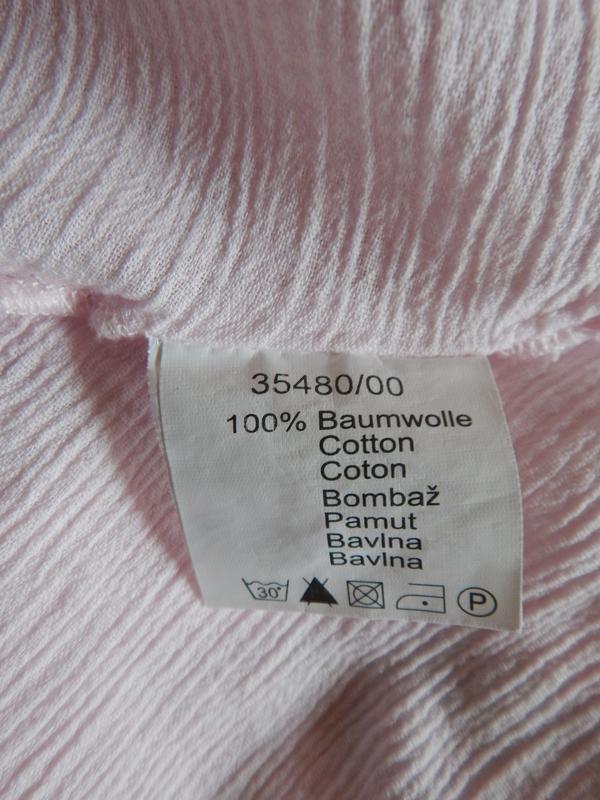 35480/00
100% Baumwolle
Cotton
Coton
Bombaž
Pamut
Bavlna
Bavlna
30° P